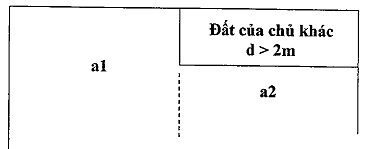 Đất của chủ khác
d > 2m
a1
a2